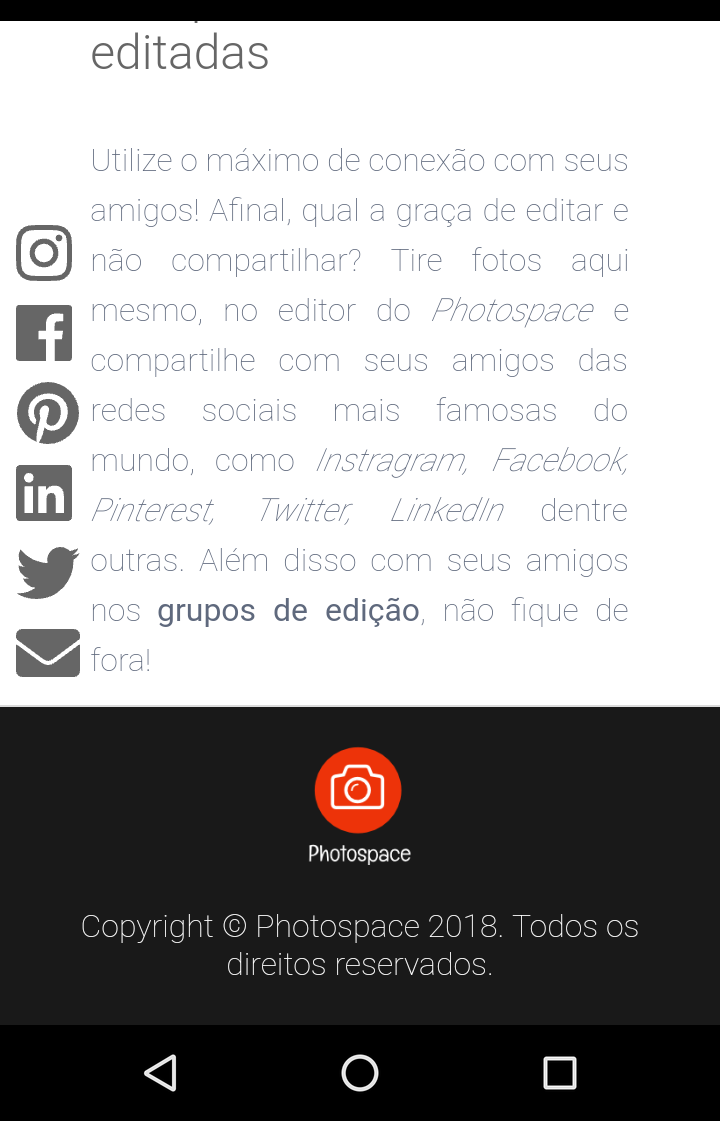 editadas
Utilize o máximo de conexão com seus
amigos! Afinal, qual a graça de editar e
não compartilhar? Tire fotos aqui
mesmo, no editor do Photospace e
compartilhe com seus amigos das
redes sociais mais famosas do
mundo, como Instragram, Facebook,
Pinterest, Twitter, LinkedIn dentre
outras. Além disso com seus amigos
nos grupos de edição, não fique de
fora!
Photospace
Copyright © Photospace 2018. Todos os
direitos reservados.